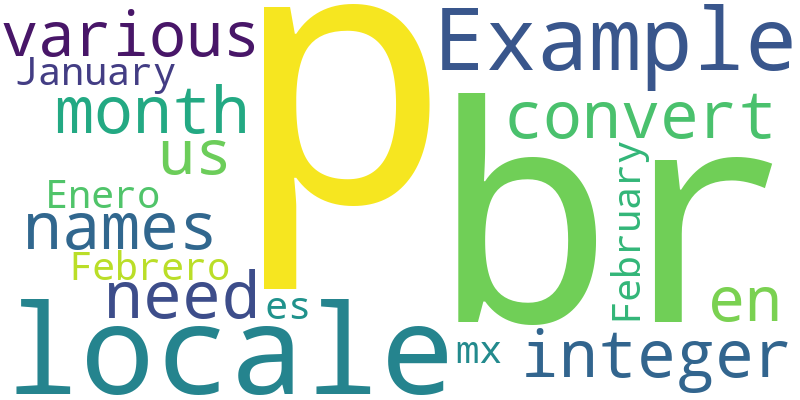 various
p
Example
January
month
convert
br
us
February
Enero
names
Febrero
need
es
en
locale
mx
integer